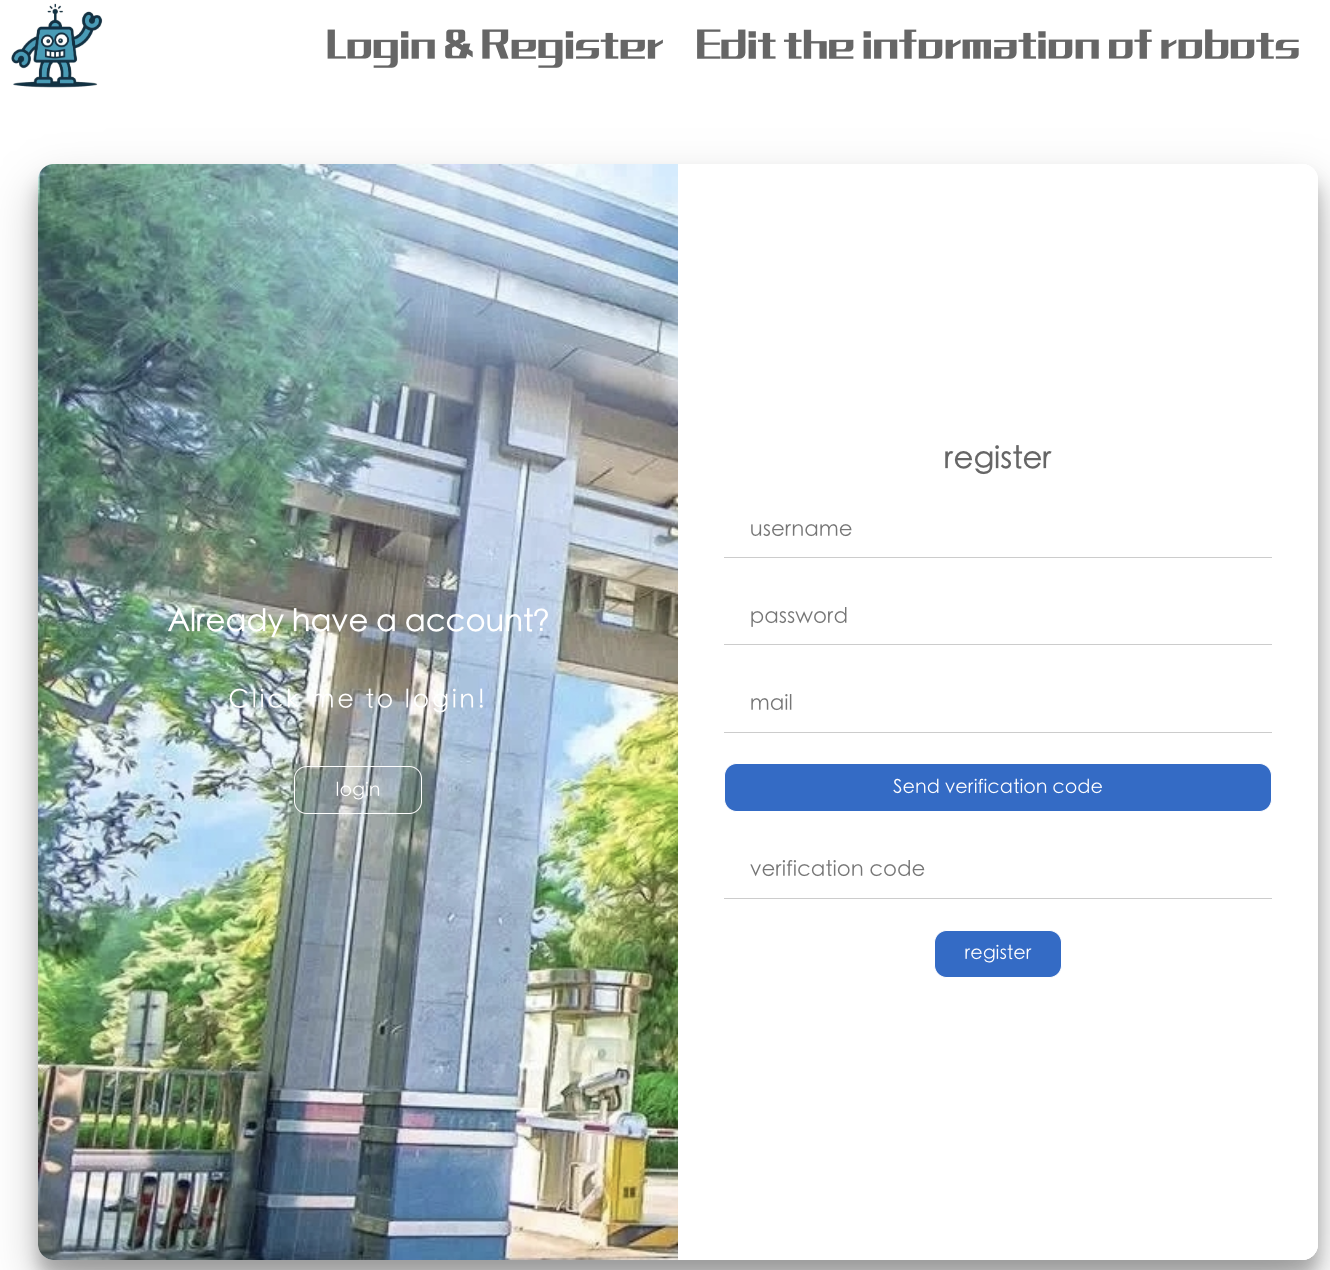 Login & Register Edit the information of robots
Already have a account?
Click me to login!
login
register
username
password
mail
Send verification code
verification code
register